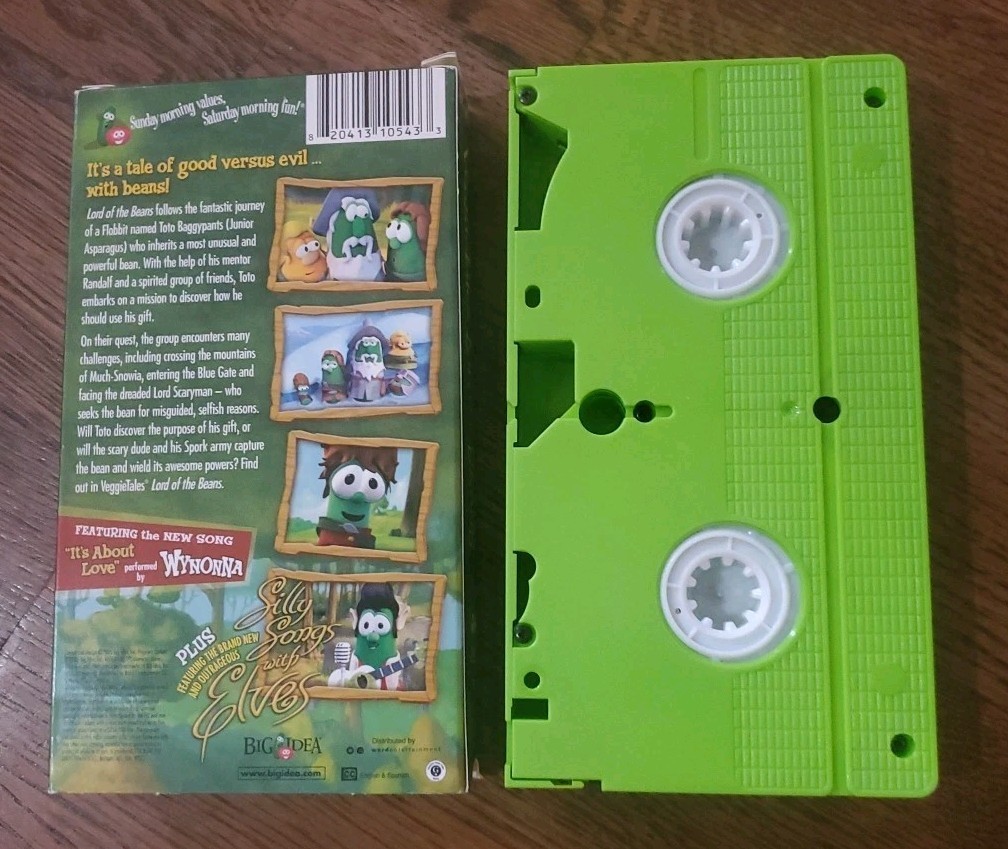 Sunday morning values,
Saturday morning fun!®
8 20413 10543 3
It's a tale of good versus evil ...
with beans!
Lord of the Beans follows the fantastic journey
of a Flobbit named Toto Baggypants (Junior
Asparagus) who inherits a most unusual and
powerful bean. With the help of his mentor
Randalf and a spirited group of friends, Toto
embarks on a mission to discover how he
should use his gift.
On their quest, the group encounters many
challenges, including crossing the mountains
of Much-Snowia, entering the Blue Gate and
facing the dreaded Lord Scaryman – who
seeks the bean for misguided, selfish reasons.
Will Toto discover the purpose of his gift, or
will the scary dude and his Spork army capture
the bean and wield its awesome powers? Find
out in VeggieTales® Lord of the Beans.
FEATURING the NEW SONG
"It's About
Love" performed
by WYNONNA
PLUS
FEATURING THE BRAND NEW
AND OUTRAGEOUS
Silly
Songs
with
Elves
BIG IDEA
Distributed by
word entertainment
www.bigidea.com
CC